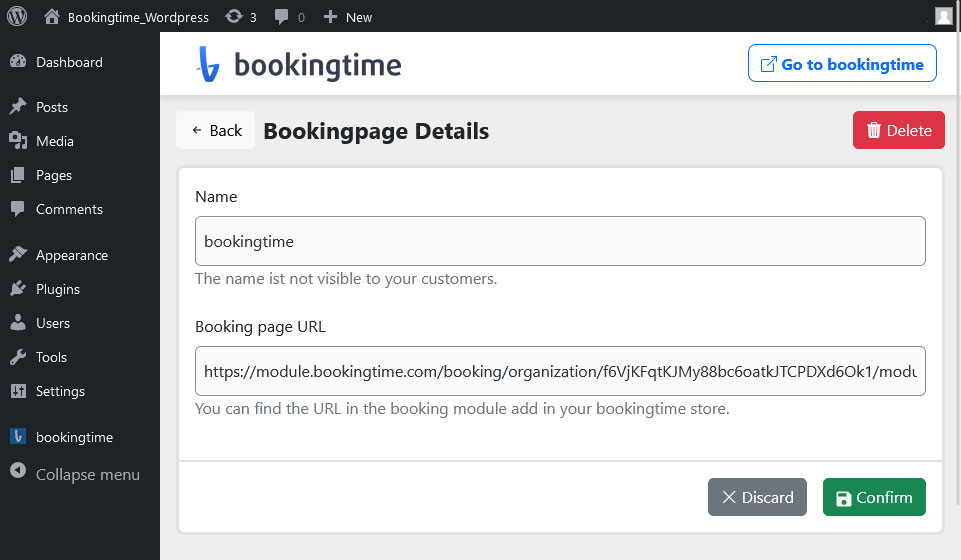 Bookingtime_Wordpress 3 0 New
Dashboard
Posts
Media
Pages
Comments
Appearance
Plugins
Users
Tools
Settings
bookingtime
Collapse menu
bookingtime
Go to bookingtime
Back
Bookingpage Details
Delete
Name
bookingtime
The name ist not visible to your customers.
Booking page URL
https://module.bookingtime.com/booking/organization/f6VjKFqtKJMy88bc6oatkJTCPDXd6Ok1/modu
You can find the URL in the booking module add in your bookingtime store.
Discard
Confirm